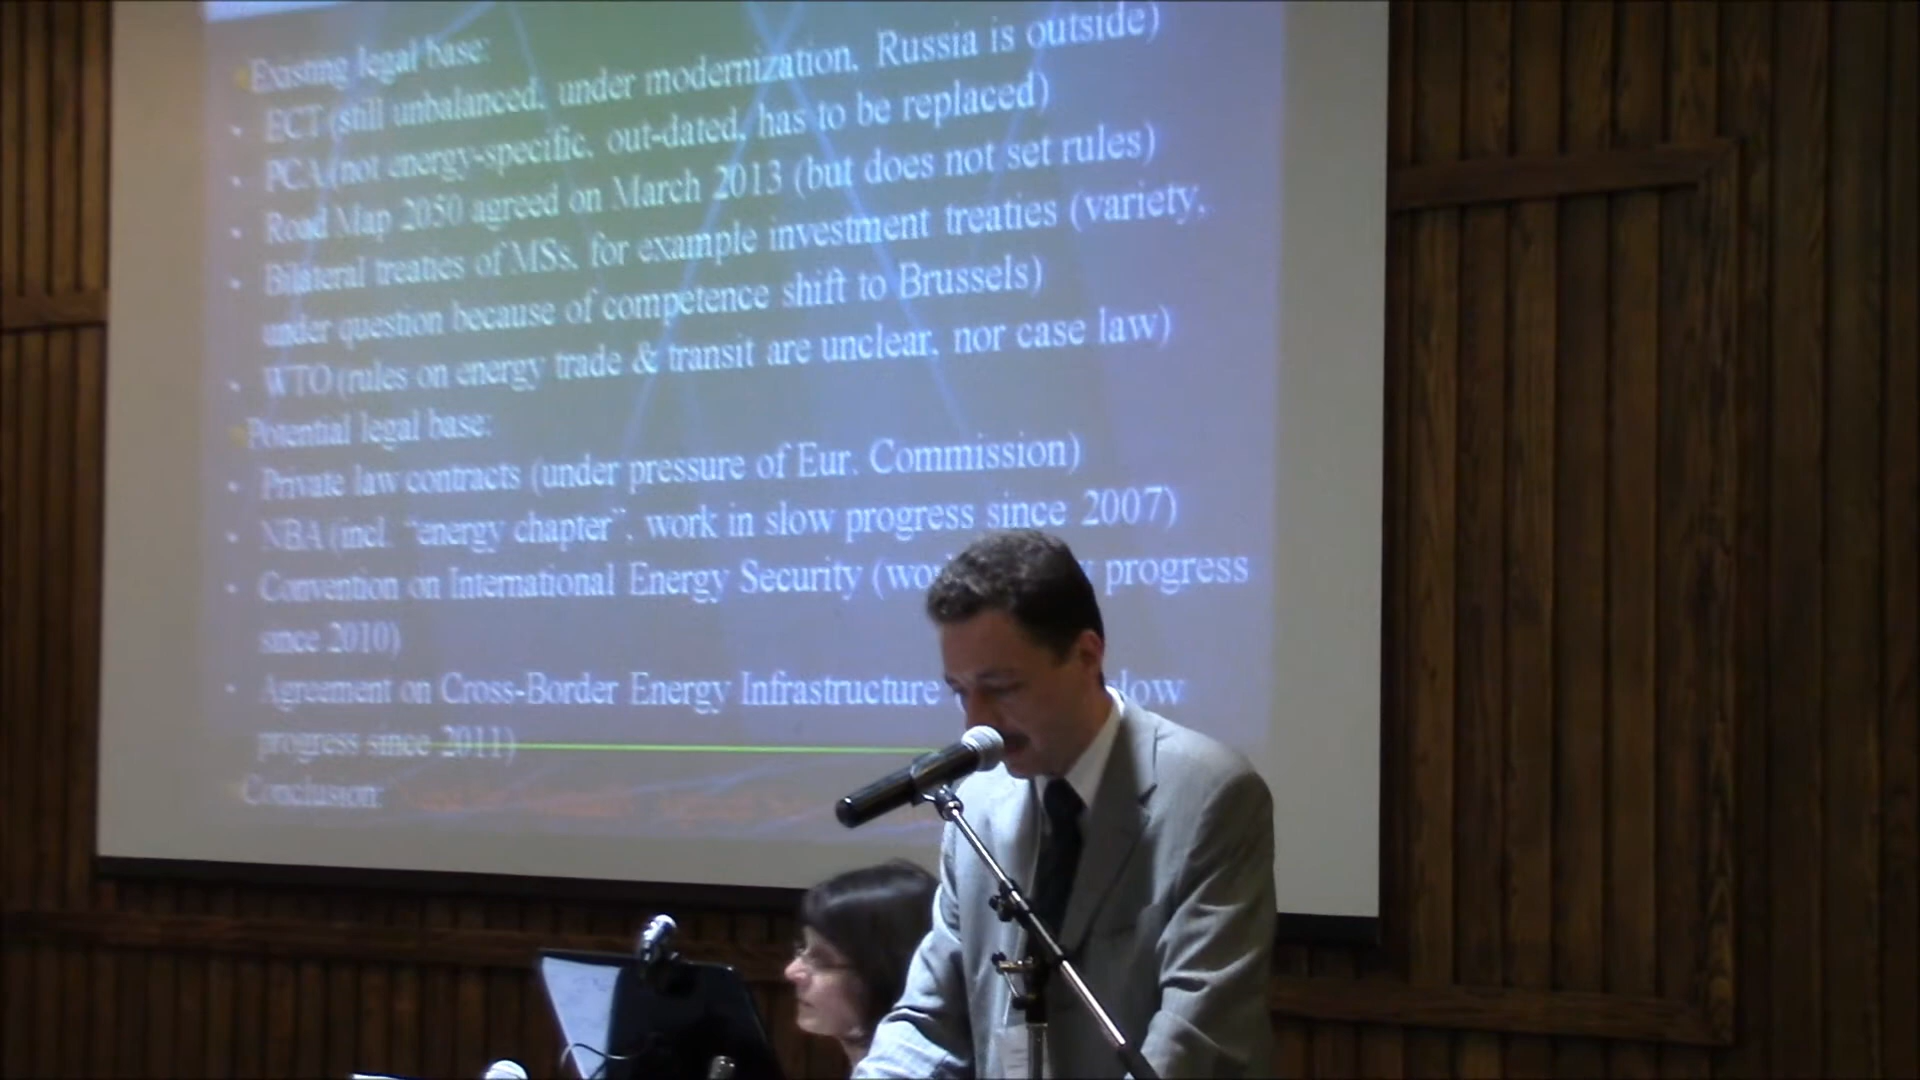 Existing legal base:
ECT (still unbalanced, under modernization, Russia is outside)
PCA (not energy-specific, out-dated, has to be replaced)
Road Map 2050 agreed on March 2013 (but does not set rules)
Bilateral treaties of MSs, for example investment treaties (variety,
under question because of competence shift to Brussels)
WTO (rules on energy trade & transit are unclear, nor case law)
Potential legal base:
Private law contracts (under pressure of Eur. Commission)
NBA (incl. “energy chapter”, work in slow progress since 2007)
Convention on International Energy Security (wo progress
since 2010)
Agreement on Cross-Border Energy Infrastructure low
progress since 2011)
Conclusion: